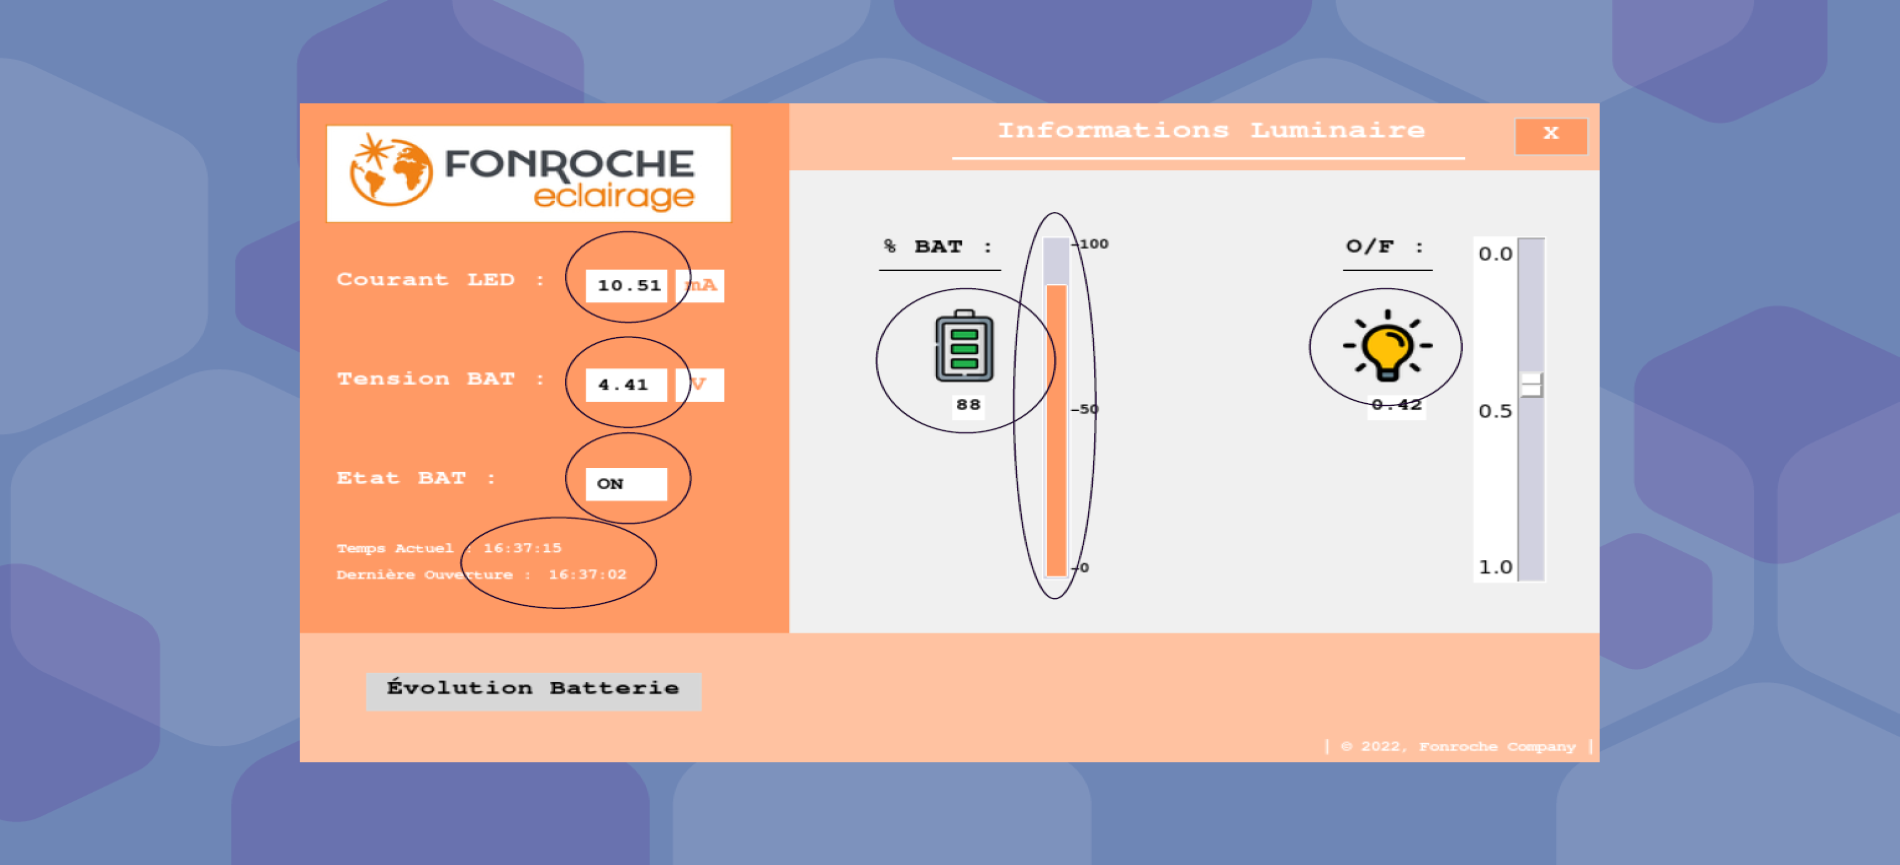 FONROCHE
eclairage
Courant LED : 10.51 mA
Tension BAT : 4.41 V
Etat BAT : ON
Temps Actuel : 16:37:15
Dernière Ouverture : 16:37:02
Informations Luminaire
X
% BAT :
88
100
50
0
O/F :
0.42
0.0
0.5
1.0
Évolution Batterie
| © 2022, Fonroche Company |